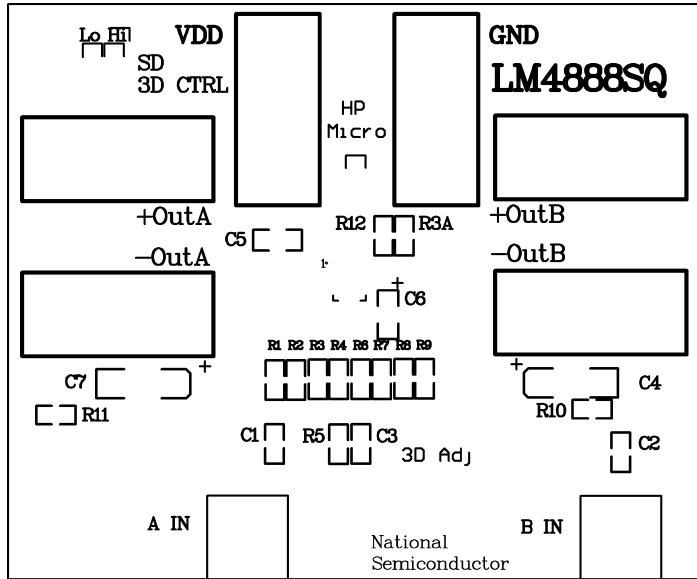 Lo Hi VDD GND
SD
3D CTRL LM4888SQ
HP
Micro
+OutA R12 R3A +OutB
C5
-OutA -OutB
1
+ C6
R1 R2 R3 R4 R6 R7 R8 R9
+ +
C7 C4
R11 R10
C1 R5 C3 C2
3D Adj
A IN B IN
National
Semiconductor